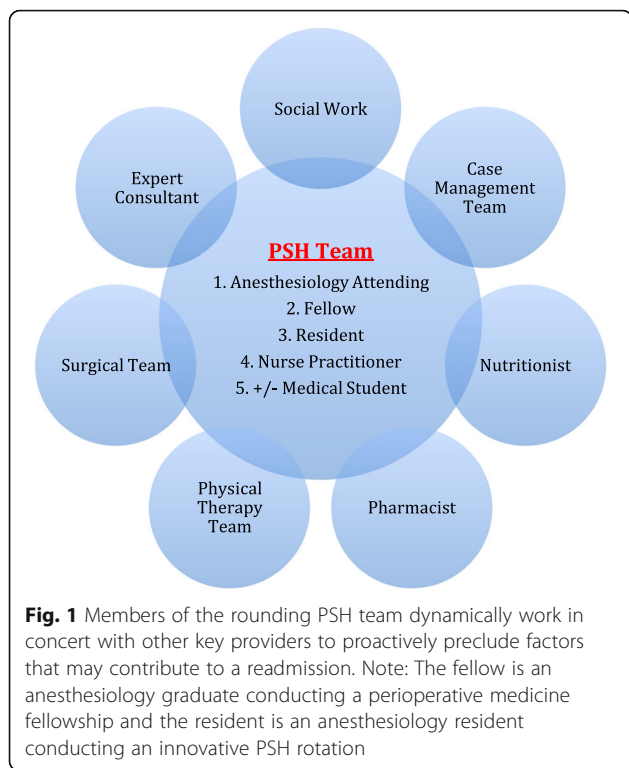 Social Work
Expert
Consultant
Case
Management
Team
PSH Team
1. Anesthesiology Attending
2. Fellow
3. Resident
4. Nurse Practitioner
5. +/- Medical Student
Surgical Team
Nutritionist
Physical
Therapy
Team
Pharmacist
Fig. 1 Members of the rounding PSH team dynamically work in
concert with other key providers to proactively preclude factors
that may contribute to a readmission. Note: The fellow is an
anesthesiology graduate conducting a perioperative medicine
fellowship and the resident is an anesthesiology resident
conducting an innovative PSH rotation